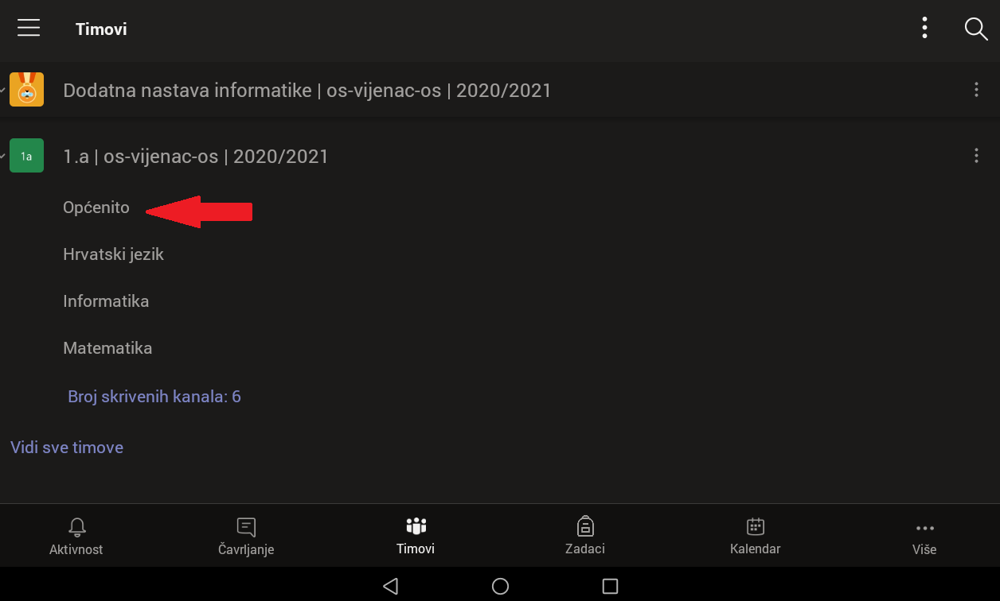 Timovi
Dodatna nastava informatike | os-vijenac-os | 2020/2021
1a
1.a | os-vijenac-os | 2020/2021
Općenito
Hrvatski jezik
Informatika
Matematika
Broj skrivenih kanala: 6
Vidi sve timove
Aktivnost
Čavrljanje
Timovi
Zadaci
Kalendar
Više